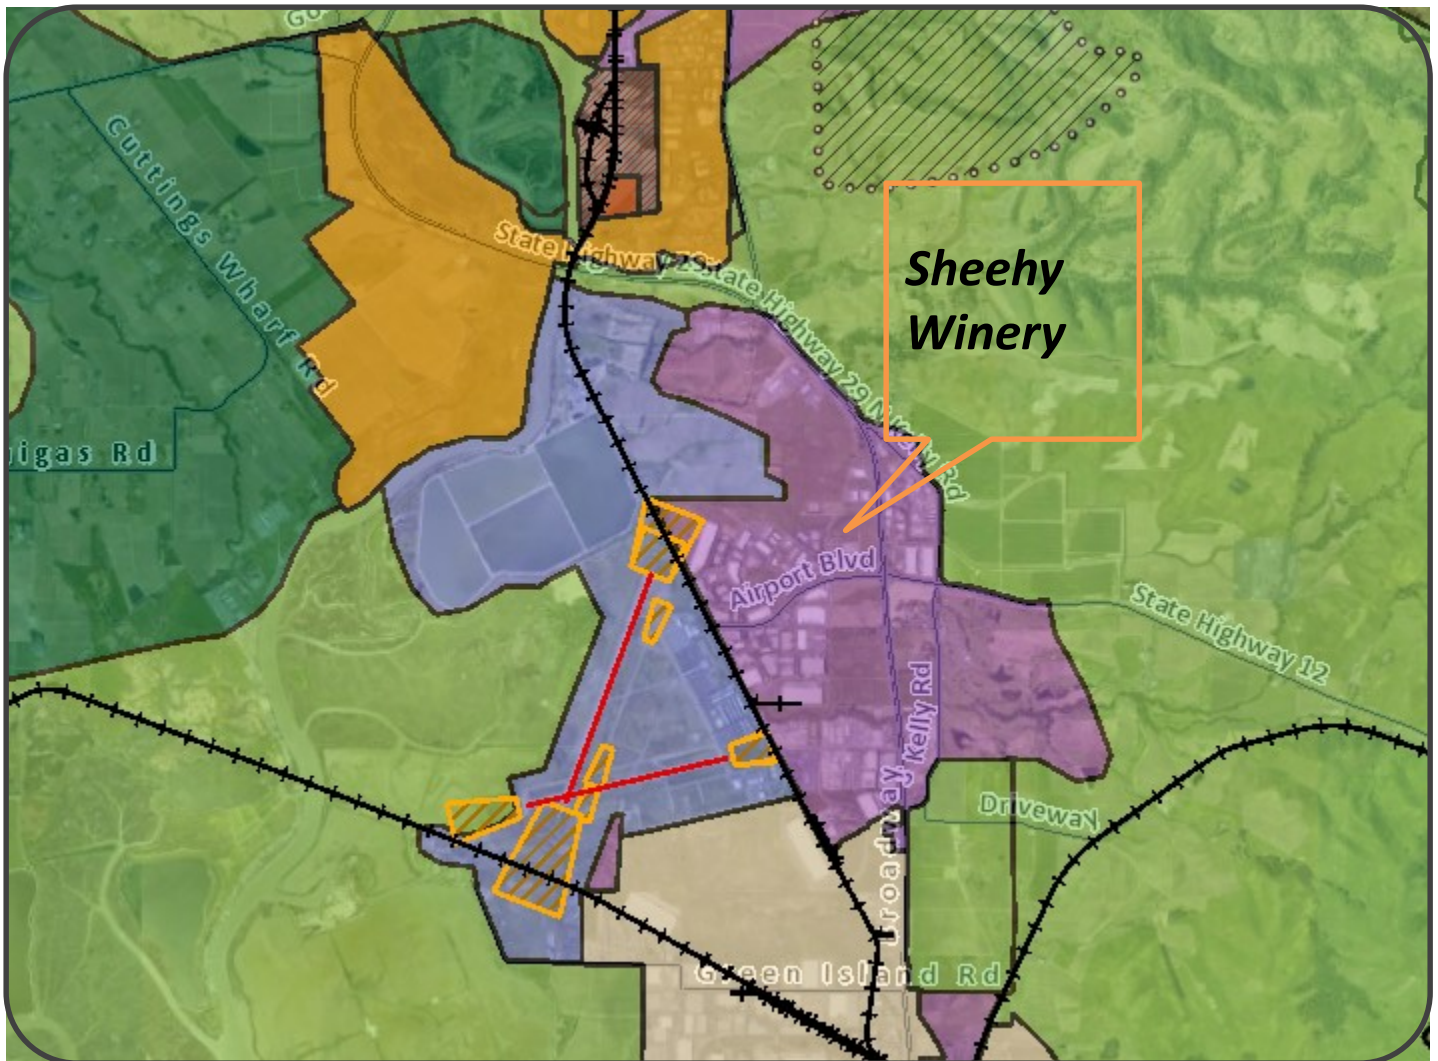 Cuttings Wharf Rd
State Highway 29
State Highway 29 N
Rd
Sheehy
Winery
igas Rd
Airport Blvd
State Highway 12
Kelly Rd
Driveway
Broadway
Green Island Rd